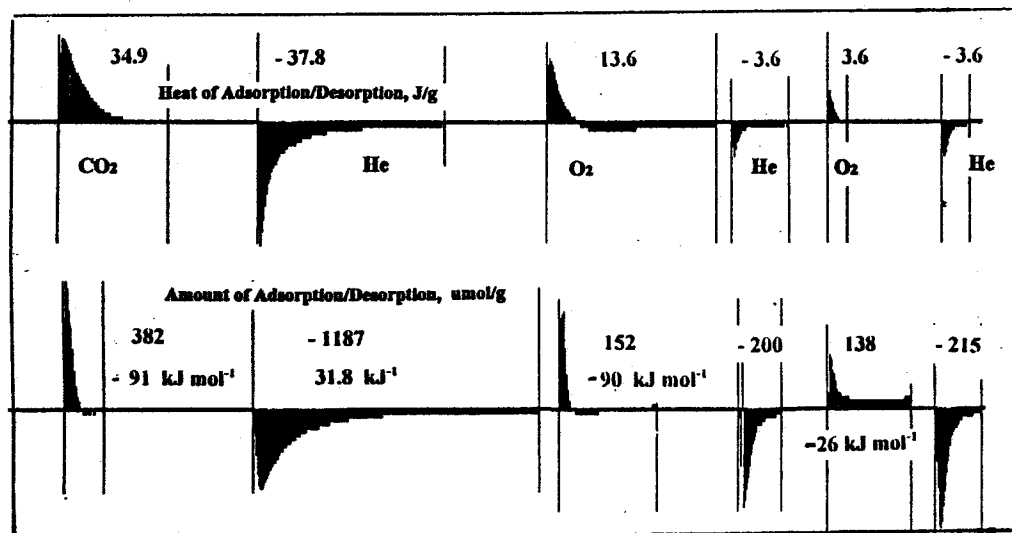 34.9 - 37.8 13.6 - 3.6 3.6 - 3.6
Heat of Adsorption/Desorption, J/g
CO₂ He O₂ He O₂ He
Amount of Adsorption/Desorption, umol/g
382 - 1187 152 - 200 138 - 215
- 91 kJ mol⁻¹ 31.8 kJ⁻¹ -90 kJ mol⁻¹
-26 kJ mol⁻¹